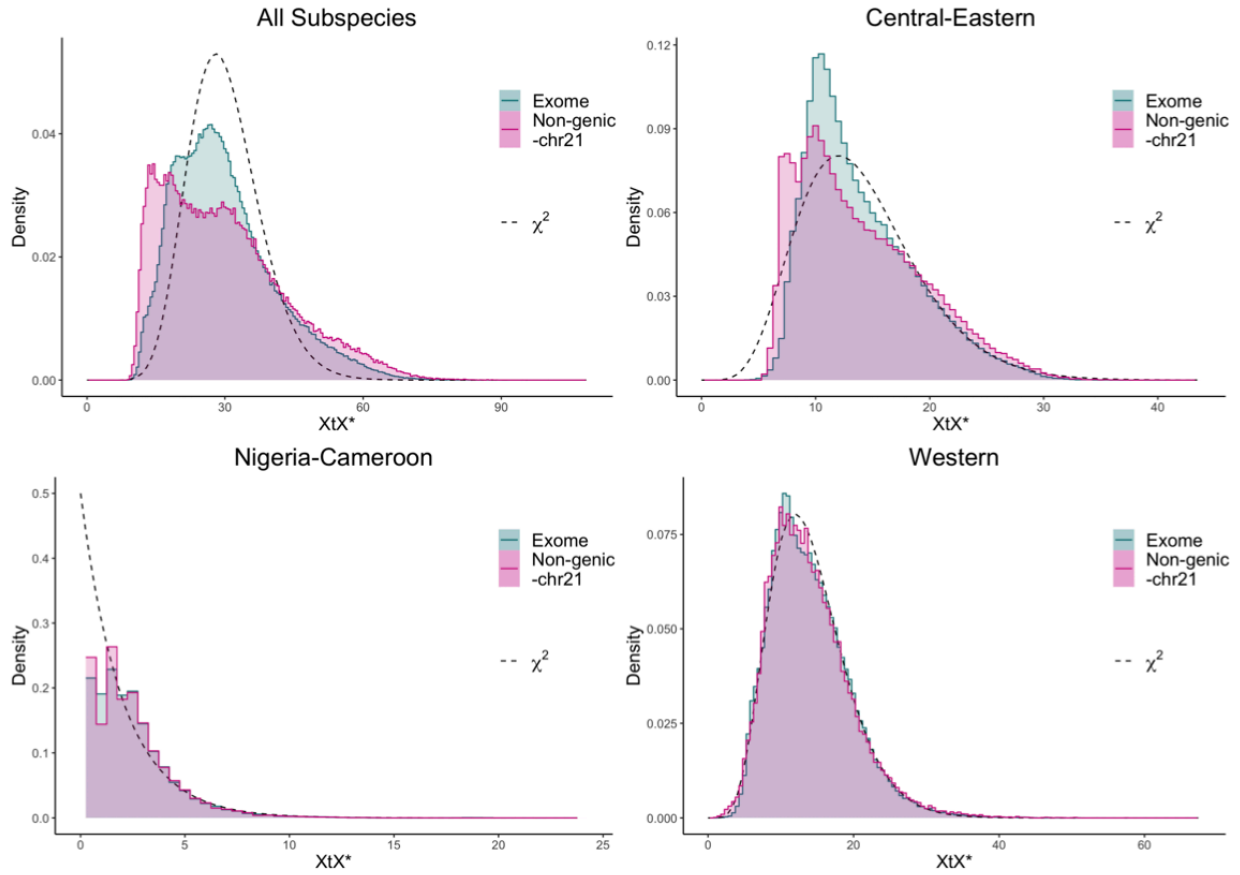 All Subspecies
Density
0.04
0.02
0.00
0
30
60
90
XtX*
Exome
Non-genic
-chr21
χ²
Central-Eastern
Density
0.12
0.09
0.06
0.03
0.00
0
10
20
30
40
XtX*
Exome
Non-genic
-chr21
χ²
Nigeria-Cameroon
Density
0.5
0.4
0.3
0.2
0.1
0.0
0
5
10
15
20
25
XtX*
Exome
Non-genic
-chr21
χ²
Western
Density
0.075
0.050
0.025
0.000
0
20
40
60
XtX*
Exome
Non-genic
-chr21
χ²